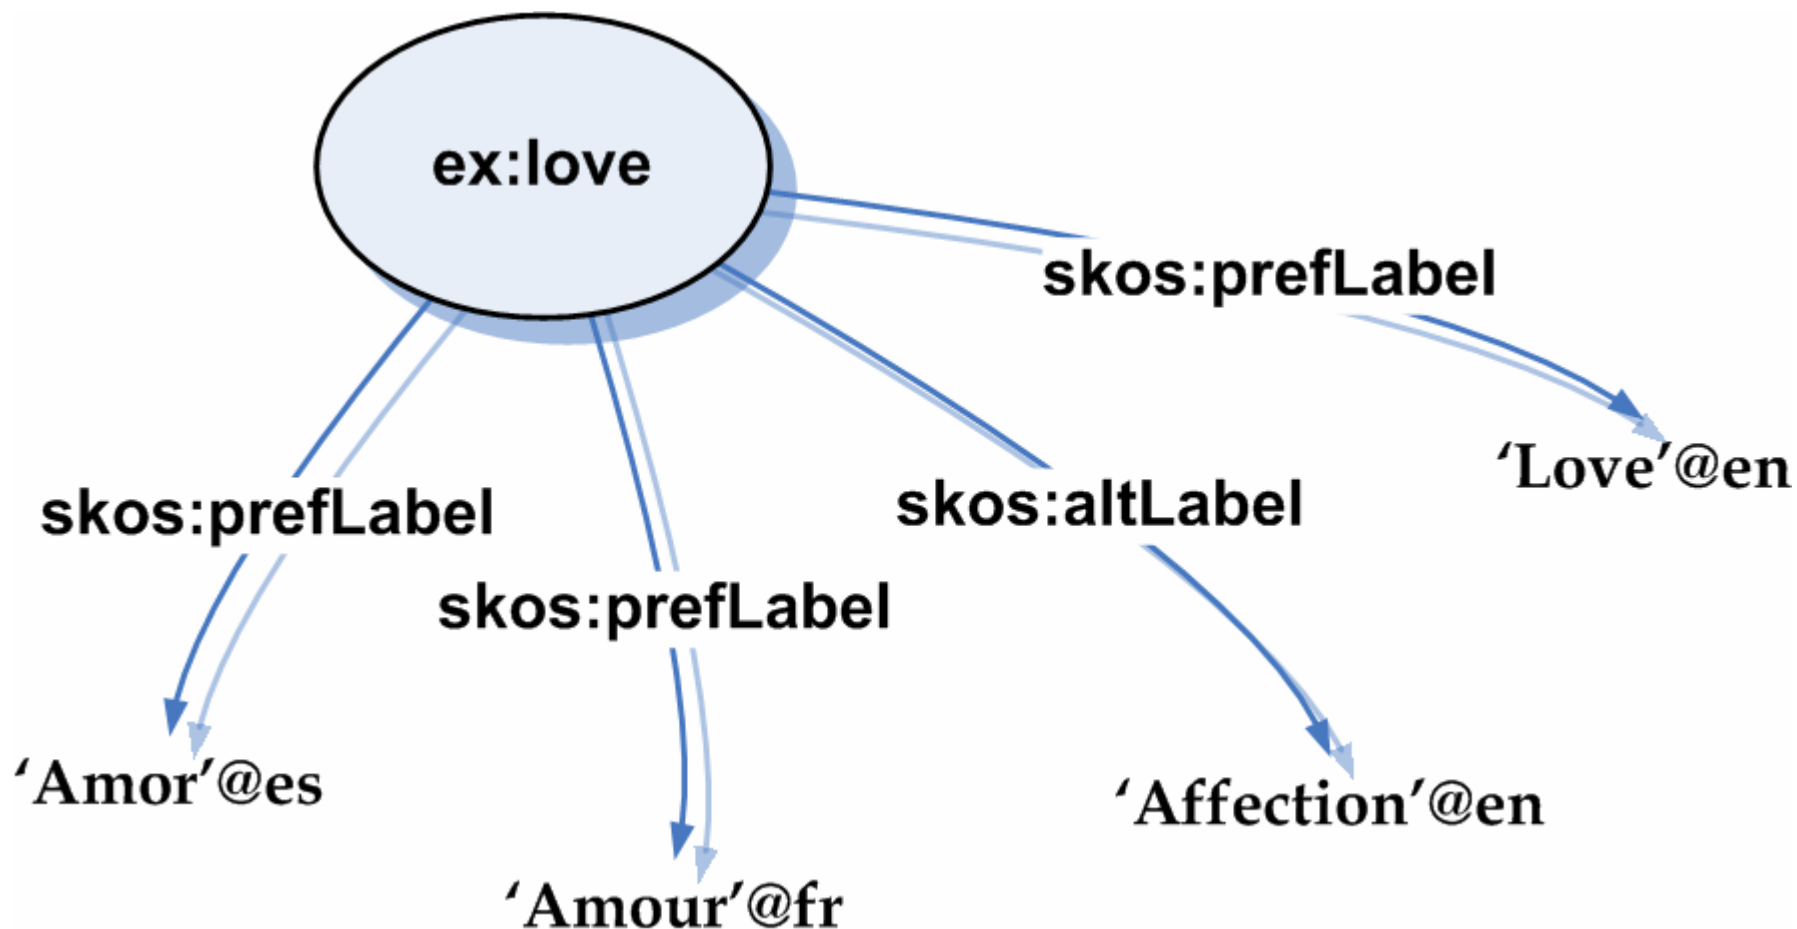 ex:love
skos:prefLabel
‘Love’@en
skos:altLabel
skos:prefLabel
skos:prefLabel
‘Amor’@es
‘Affection’@en
‘Amour’@fr